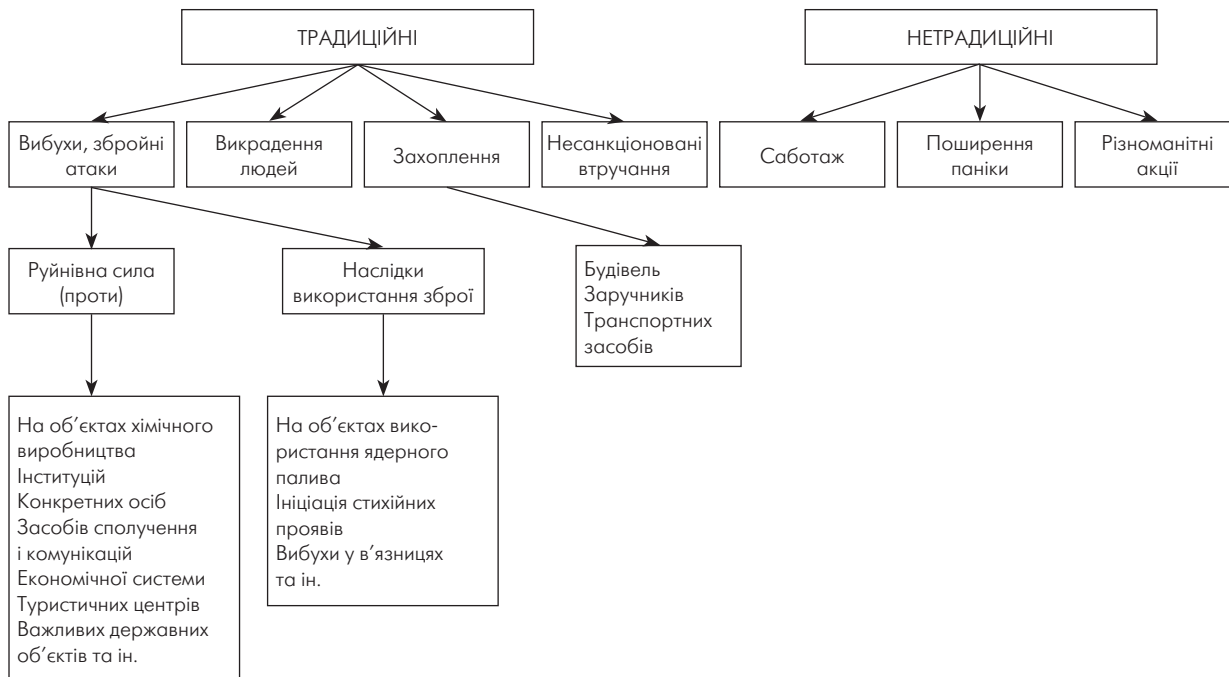 ТРАДИЦІЙНІ
НЕТРАДИЦІЙНІ
Вибухи, збройні
атаки
Викрадення
людей
Захоплення
Несанкціоновані
втручання
Саботаж
Поширення
паніки
Різноманітні
акції
Руйнівна сила
(проти)
Наслідки
використання зброї
Будівель
Заручників
Транспортних
засобів
На об’єктах хімічного
виробництва
Інституцій
Конкретних осіб
Засобів сполучення
і комунікацій
Економічної системи
Туристичних центрів
Важливих державних
об’єктів та ін.
На об’єктах вико-
ристання ядерного
палива
Ініціація стихійних
проявів
Вибухи у в’язницях
та ін.